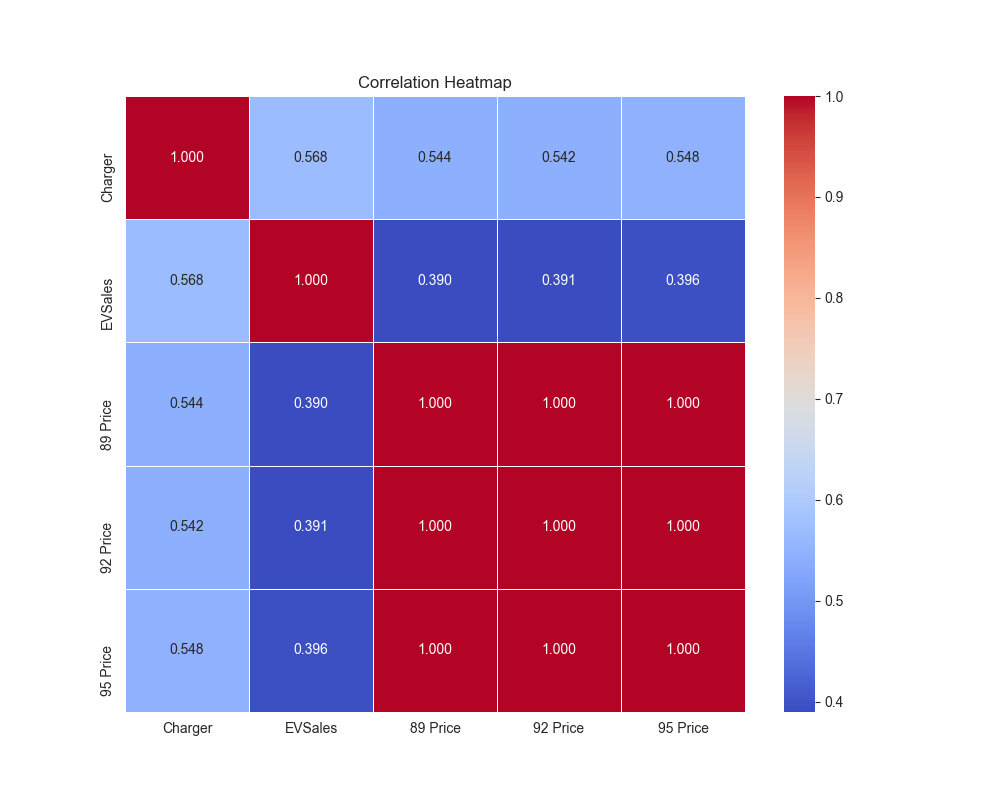 Correlation Heatmap
Charger 1.000 0.568 0.544 0.542 0.548
EVSales 0.568 1.000 0.390 0.391 0.396
89 Price 0.544 0.390 1.000 1.000 1.000
92 Price 0.542 0.391 1.000 1.000 1.000
95 Price 0.548 0.396 1.000 1.000 1.000
Charger EVSales 89 Price 92 Price 95 Price
1.0
0.9
0.8
0.7
0.6
0.5
0.4